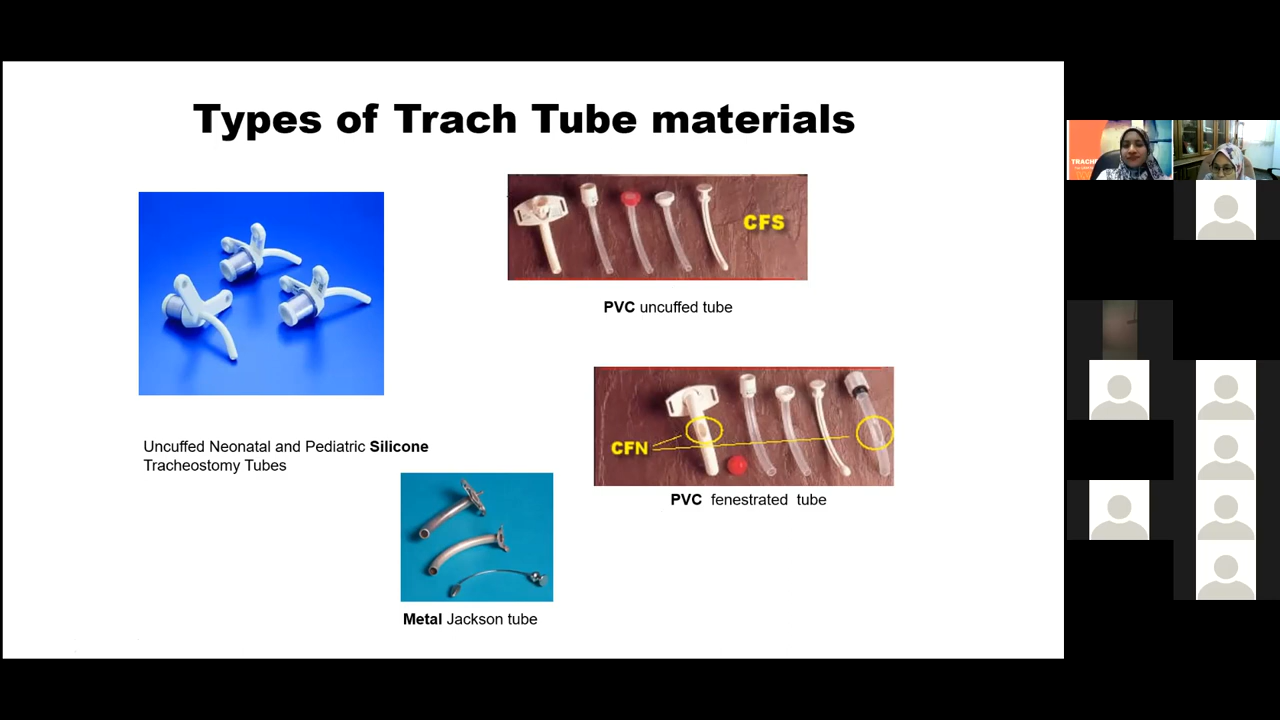 Types of Trach Tube materials
CFS
PVC uncuffed tube
CFN
PVC fenestrated tube
Uncuffed Neonatal and Pediatric Silicone
Tracheostomy Tubes
Metal Jackson tube